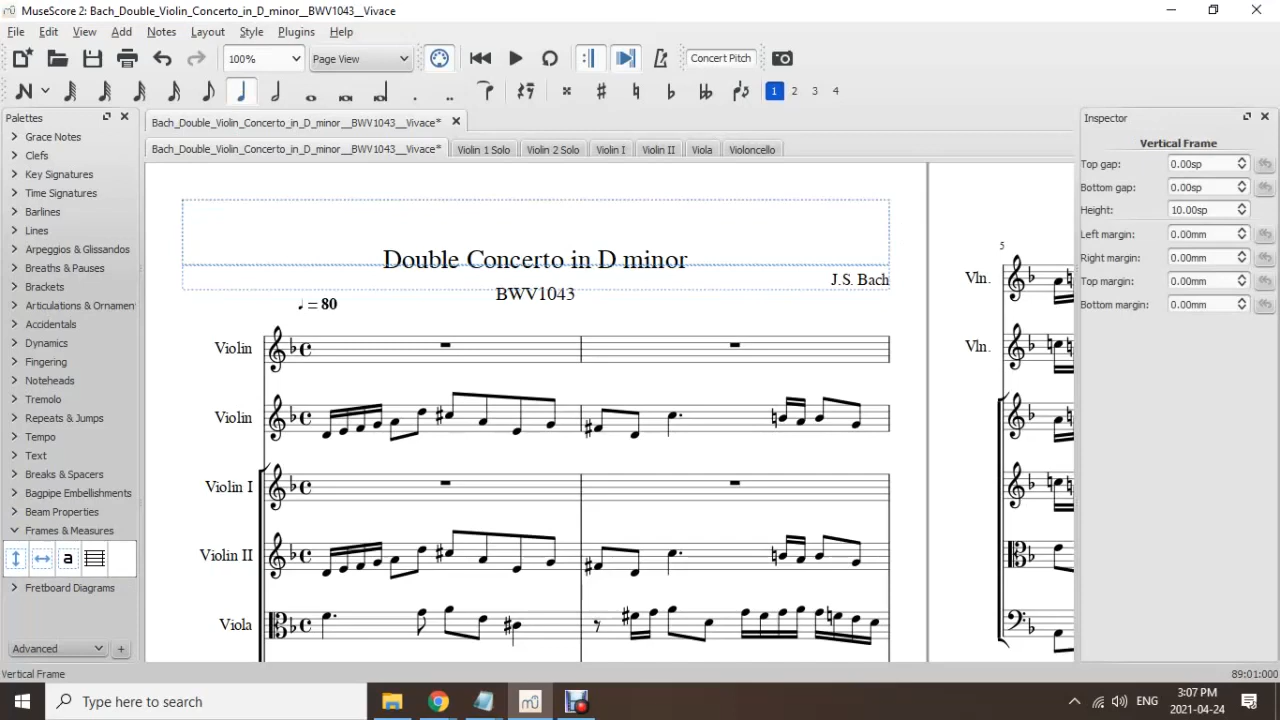 MuseScore 2: Bach_Double_Violin_Concerto_in_D_minor__BWV1043__Vivace
File Edit View Add Notes Layout Style Plugins Help
100% Page View Concert Pitch
1 2 3 4
Palettes
Grace Notes
Clefs
Key Signatures
Time Signatures
Barlines
Lines
Arpeggios & Glissandos
Breaths & Pauses
Brackets
Articulations & Ornamen
Accidentals
Dynamics
Fingering
Noteheads
Tremolo
Repeats & Jumps
Tempo
Text
Breaks & Spacers
Bagpipe Embellishments
Beam Properties
Frames & Measures
a
Fretboard Diagrams
Advanced +
Bach_Double_Violin_Concerto_in_D_minor__BWV1043__Vivace*
Bach_Double_Violin_Concerto_in_D_minor__BWV1043__Vivace* Violin 1 Solo Violin 2 Solo Violin I Violin II Viola Violoncello
Double Concerto in D minor
J.S. Bach
BWV1043
♩ = 80
Violin
Violin
Violin I
Violin II
Viola
5
Vln.
Vln.
Inspector
Vertical Frame
Top gap: 0.00sp
Bottom gap: 0.00sp
Height: 10.00sp
Left margin: 0.00mm
Right margin: 0.00mm
Top margin: 0.00mm
Bottom margin: 0.00mm
Vertical Frame 89:01:000
Type here to search
ENG
3:07 PM
2021-04-24